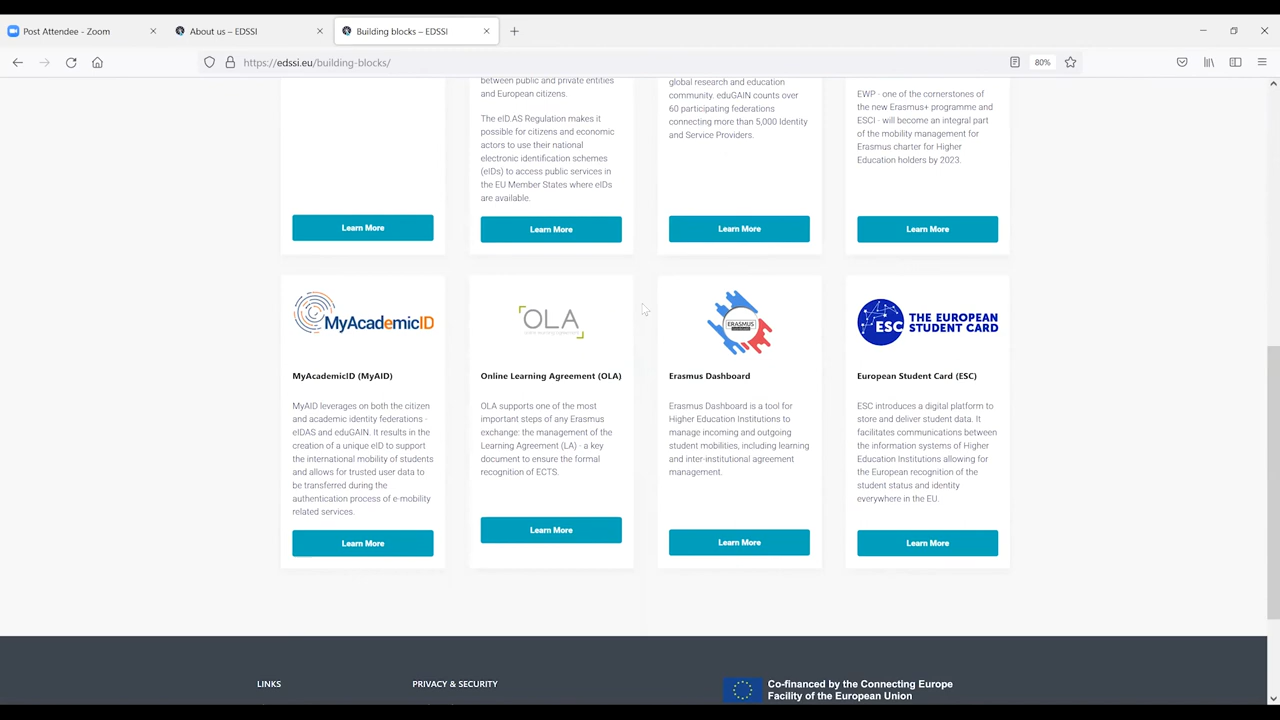 Post Attendee - Zoom
About us – EDSSI
Building blocks – EDSSI
https://edssi.eu/building-blocks/
80%
between public and private entities
and European citizens.
The eID.AS Regulation makes it
possible for citizens and economic
actors to use their national
electronic identification schemes
(eIDs) to access public services in
the EU Member States where eIDs
are available.
global research and education
community. eduGAIN counts over
60 participating federations
connecting more than 5,000 Identity
and Service Providers.
EWP - one of the cornerstones of
the new Erasmus+ programme and
ESCI - will become an integral part
of the mobility management for
Erasmus charter for Higher
Education holders by 2023.
Learn More
Learn More
Learn More
Learn More
MyAcademicID
MyAcademicID (MyAID)
MyAID leverages on both the citizen
and academic identity federations -
eIDAS and eduGAIN. It results in the
creation of a unique eID to support
the international mobility of students
and allows for trusted user data to
be transferred during the
authentication process of e-mobility
related services.
Learn More
OLA
online learning agreement
Online Learning Agreement (OLA)
OLA supports one of the most
important steps of any Erasmus
exchange: the management of the
Learning Agreement (LA) - a key
document to ensure the formal
recognition of ECTS.
Learn More
ERASMUS
Erasmus Dashboard
Erasmus Dashboard is a tool for
Higher Education Institutions to
manage incoming and outgoing
student mobilities, including learning
and inter-institutional agreement
management.
Learn More
ESC THE EUROPEAN
STUDENT CARD
European Student Card (ESC)
ESC introduces a digital platform to
store and deliver student data. It
facilitates communications between
the information systems of Higher
Education Institutions allowing for
the European recognition of the
student status and identity
everywhere in the EU.
Learn More
LINKS
PRIVACY & SECURITY
Co-financed by the Connecting Europe
Facility of the European Union